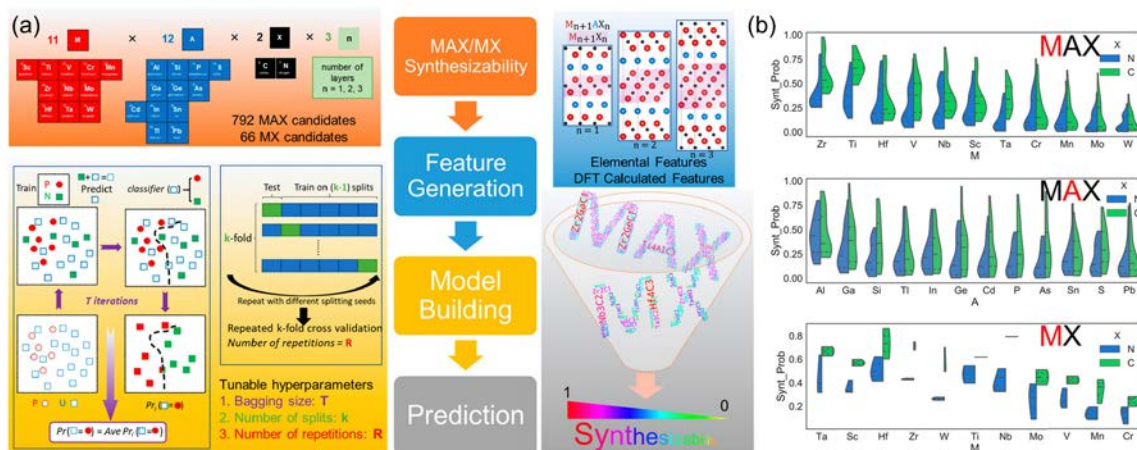 (a)
11 M × 12 A × 2 X × 3 n
Sc Ti V Cr Mn
Zr Nb Mo
Hf Ta W
Al Si P S
Ga Ge As
Cd In Sn
Tl Pb
C N
number of
layers
n = 1, 2, 3
792 MAX candidates
66 MX candidates
MAX/MX
Synthesizability
Feature
Generation
Model
Building
Prediction
Mn+1AXn
Mn+1Xn
n = 1
n = 2
n = 3
Elemental Features
DFT Calculated Features
Train
P
N
+ =
Predict
classifier
T iterations
P U
Pri ( = )
Pr( = ) = Ave Pri ( = )
Test Train on (k-1) splits
k-fold
Repeat with different splitting seeds
Repeated k-fold cross validation
Number of repetitions = R
Tunable hyperparameters
1. Bagging size: T
2. Number of splits: k
3. Number of repetitions: R
MAX
MX
1 0
Synthesizability
(b)
MAX
X
N
C
Synt_Prob
1.00
0.75
0.50
0.25
0.00
Zr Ti Hf V Nb Sc Ta Cr Mn Mo W
M
MAX
X
N
C
Synt_Prob
1.00
0.75
0.50
0.25
0.00
Al Ga Si Tl In Ge Cd P As Sn S Pb
A
MX
X
N
C
Synt_Prob
0.8
0.6
0.4
0.2
Ta Sc Hf Zr W Ti Nb Mo V Mn Cr
M